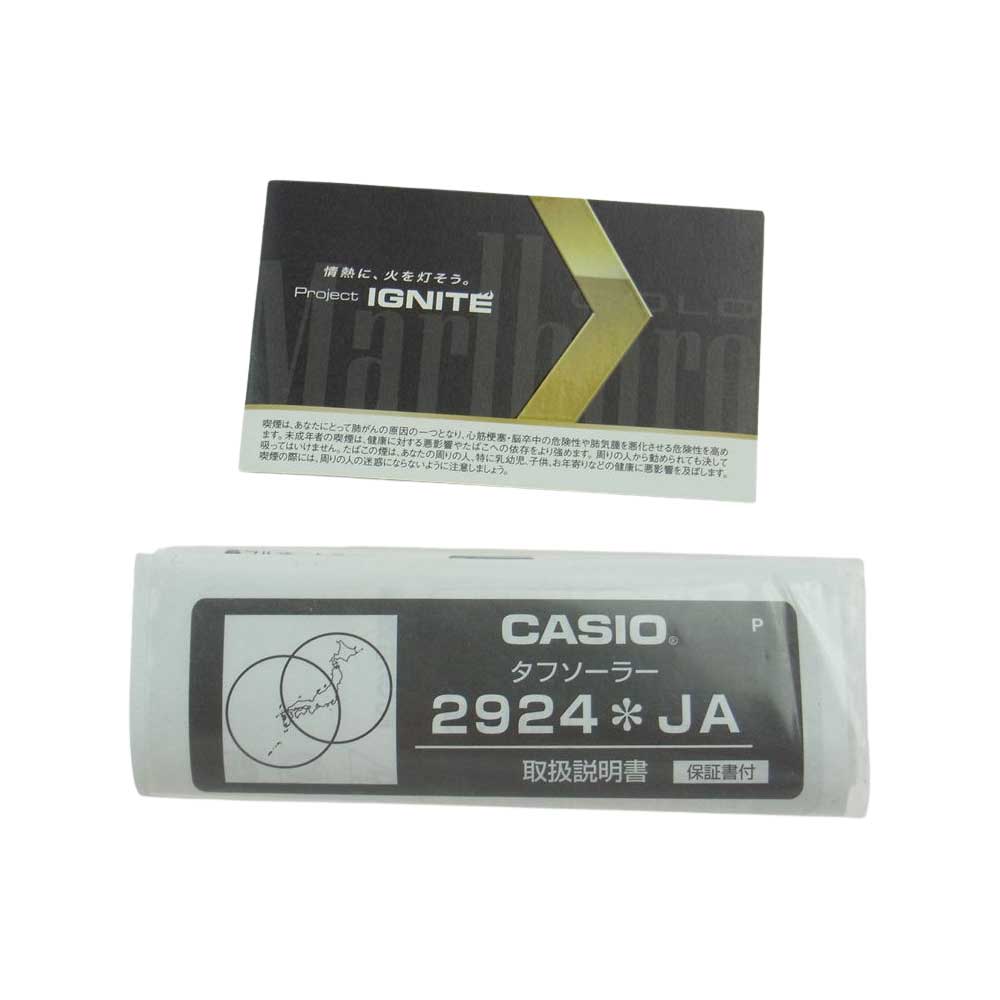 情熱に、火を灯そう。
Project IGNITE
Marlboro
GOLD
喫煙は、あなたにとって肺がんの原因の一つとなり、心筋梗塞・脳卒中の危険性や肺気腫を悪化させる危険性を高め
ます。未成年者の喫煙は、健康に対する悪影響やたばこへの依存をより強めます。周りの人から勧められても決して
吸ってはいけません。たばこの煙は、あなたの周りの人、特に乳幼児、子供、お年寄りなどの健康に悪影響を及ぼします。
喫煙の際には、周りの人の迷惑にならないように注意しましょう。
CASIO®
P
タフソーラー
2924＊JA
取扱説明書 保証書付